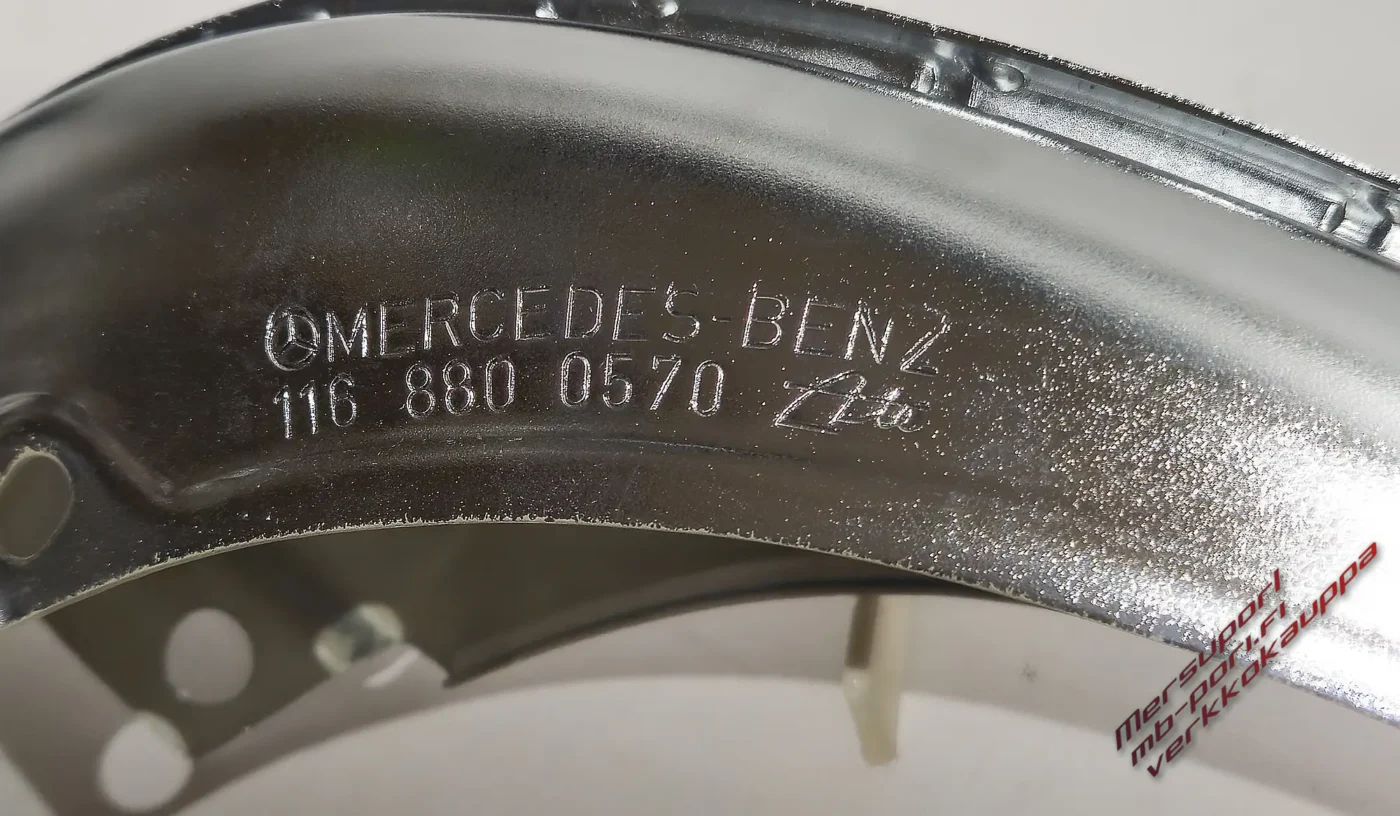 MERCEDES-BENZ
116 880 0570
Mersupori
mb-pori.fi
verkkokauppa